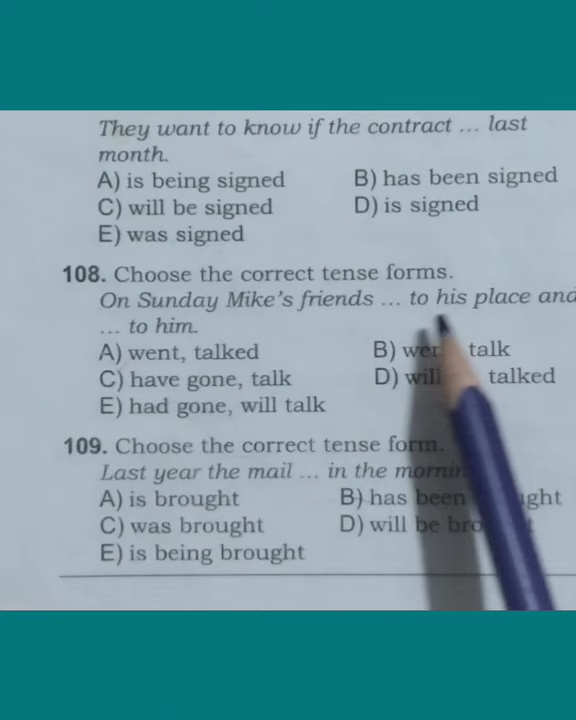 They want to know if the contract ... last
month.
A) is being signed B) has been signed
C) will be signed D) is signed
E) was signed
108. Choose the correct tense forms.
On Sunday Mike's friends ... to his place and
... to him.
A) went, talked B) talk
C) have gone, talk D) will talked
E) had gone, will talk
109. Choose the correct tense form.
Last year the mail ... in the
A) is brought B) has been
C) was brought D) will be
E) is being brought